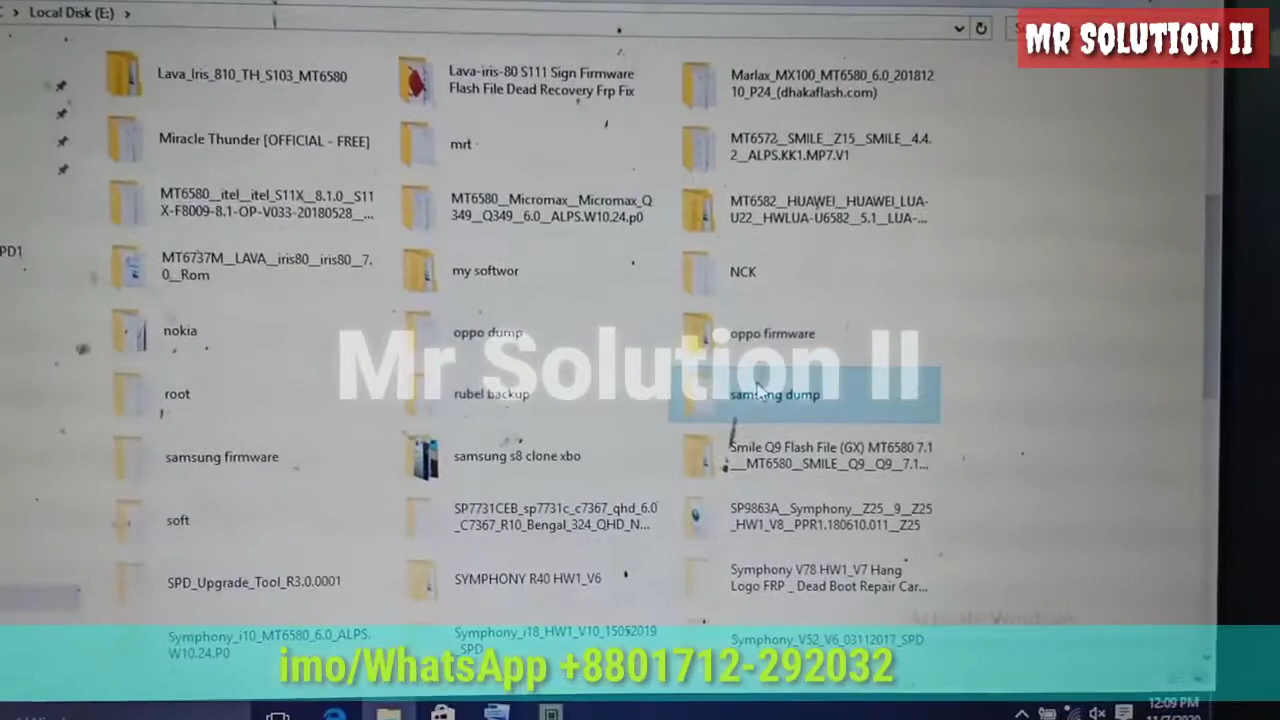 Local Disk (E:)
MR SOLUTION II
Lava_Iris_810_TH_S103_MT6580
Lava-iris-80 S111 Sign Firmware
Flash File Dead Recovery Frp Fix
Marlax_MX100_MT6580_6.0_201812
10_P24_(dhakaflash.com)
Miracle Thunder [OFFICIAL - FREE]
mrt
MT6572__SMILE__Z15__SMILE__4.4.
2__ALPS.KK1.MP7.V1
MT6580__itel__itel_S11X__8.1.0__S11
X-F8009-8.1-OP-V033-20180528__...
MT6580__Micromax__Micromax_Q
349__Q349__6.0__ALPS.W10.24.p0
MT6582__HUAWEI__HUAWEI_LUA-
U22__HWLUA-U6582__5.1__LUA-...
PD1
MT6737M__LAVA__iris80__iris80__7.
0__Rom
my softwor
NCK
nokia
oppo dump
oppo firmware
Mr Solution II
root
rubel backup
samsung dump
samsung firmware
samsung s8 clone xbo
Smile Q9 Flash File (GX) MT6580 7.1
__MT6580__SMILE__Q9__Q9__7.1...
soft
SP7731CEB_sp7731c_c7367_qhd_6.0
_C7367_R10_Bengal_324_QHD_N...
SP9863A__Symphony__Z25__9__Z25
_HW1_V8__PPR1.180610.011__Z25
SPD_Upgrade_Tool_R3.0.0001
SYMPHONY R40 HW1_V6
Symphony V78 HW1_V7 Hang
Logo FRP _ Dead Boot Repair Car...
Activate Windows
Symphony_i10_MT6580_6.0_ALPS.
W10.24.P0
Symphony_i18_HW1_V10_15052019
_SPD
Symphony_V52_V6_03112017_SPD
imo/WhatsApp +8801712-292032
12:09 PM